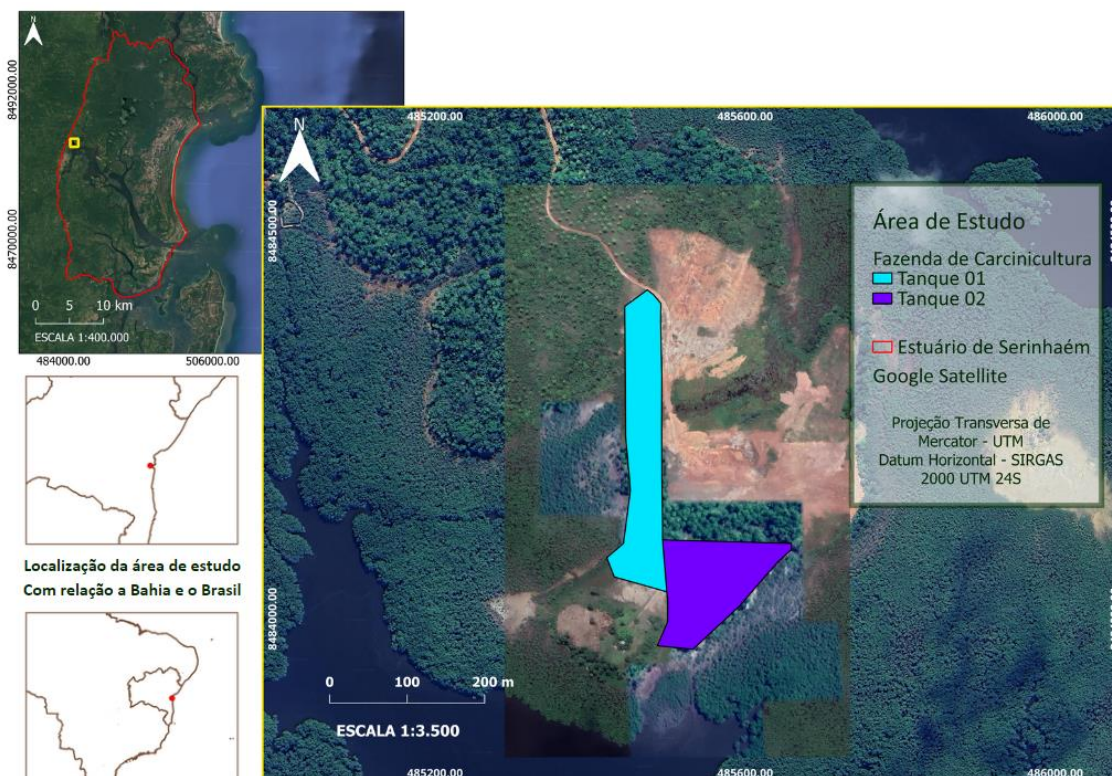 N
8492000.00
8470000.00
0 5 10 km
ESCALA 1:400.000
484000.00 506000.00
Localização da área de estudo
Com relação a Bahia e o Brasil
485200.00 485600.00 486000.00
N
8484500.00
8484000.00
Área de Estudo
Fazenda de Carcinicultura
Tanque 01
Tanque 02
Estuário de Serinhaém
Google Satellite
Projeção Transversa de
Mercator - UTM
Datum Horizontal - SIRGAS
2000 UTM 24S
0 100 200 m
ESCALA 1:3.500
485200.00 485600.00 486000.00